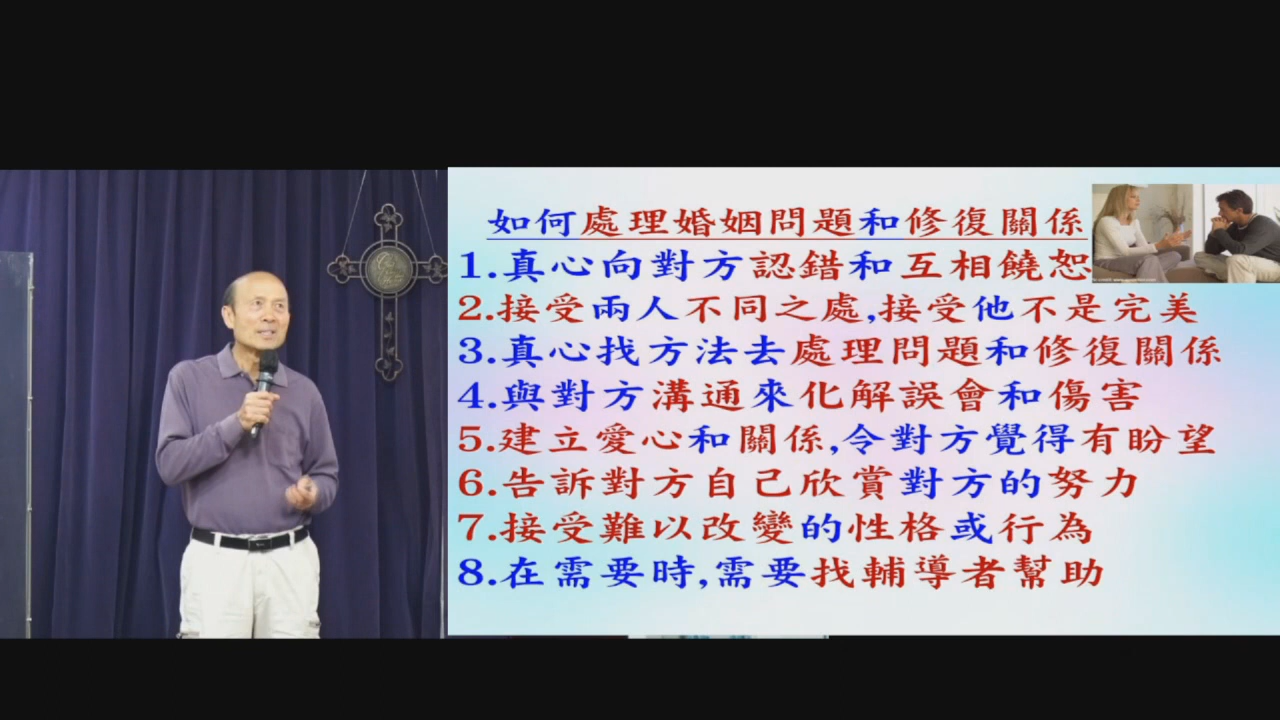 如何處理婚姻問題和修復關係
1.真心向對方認錯和互相饒恕
2.接受兩人不同之處,接受他不是完美
3.真心找方法去處理問題和修復關係
4.與對方溝通來化解誤會和傷害
5.建立愛心和關係,令對方覺得有盼望
6.告訴對方自己欣賞對方的努力
7.接受難以改變的性格或行為
8.在需要時,需要找輔導者幫助